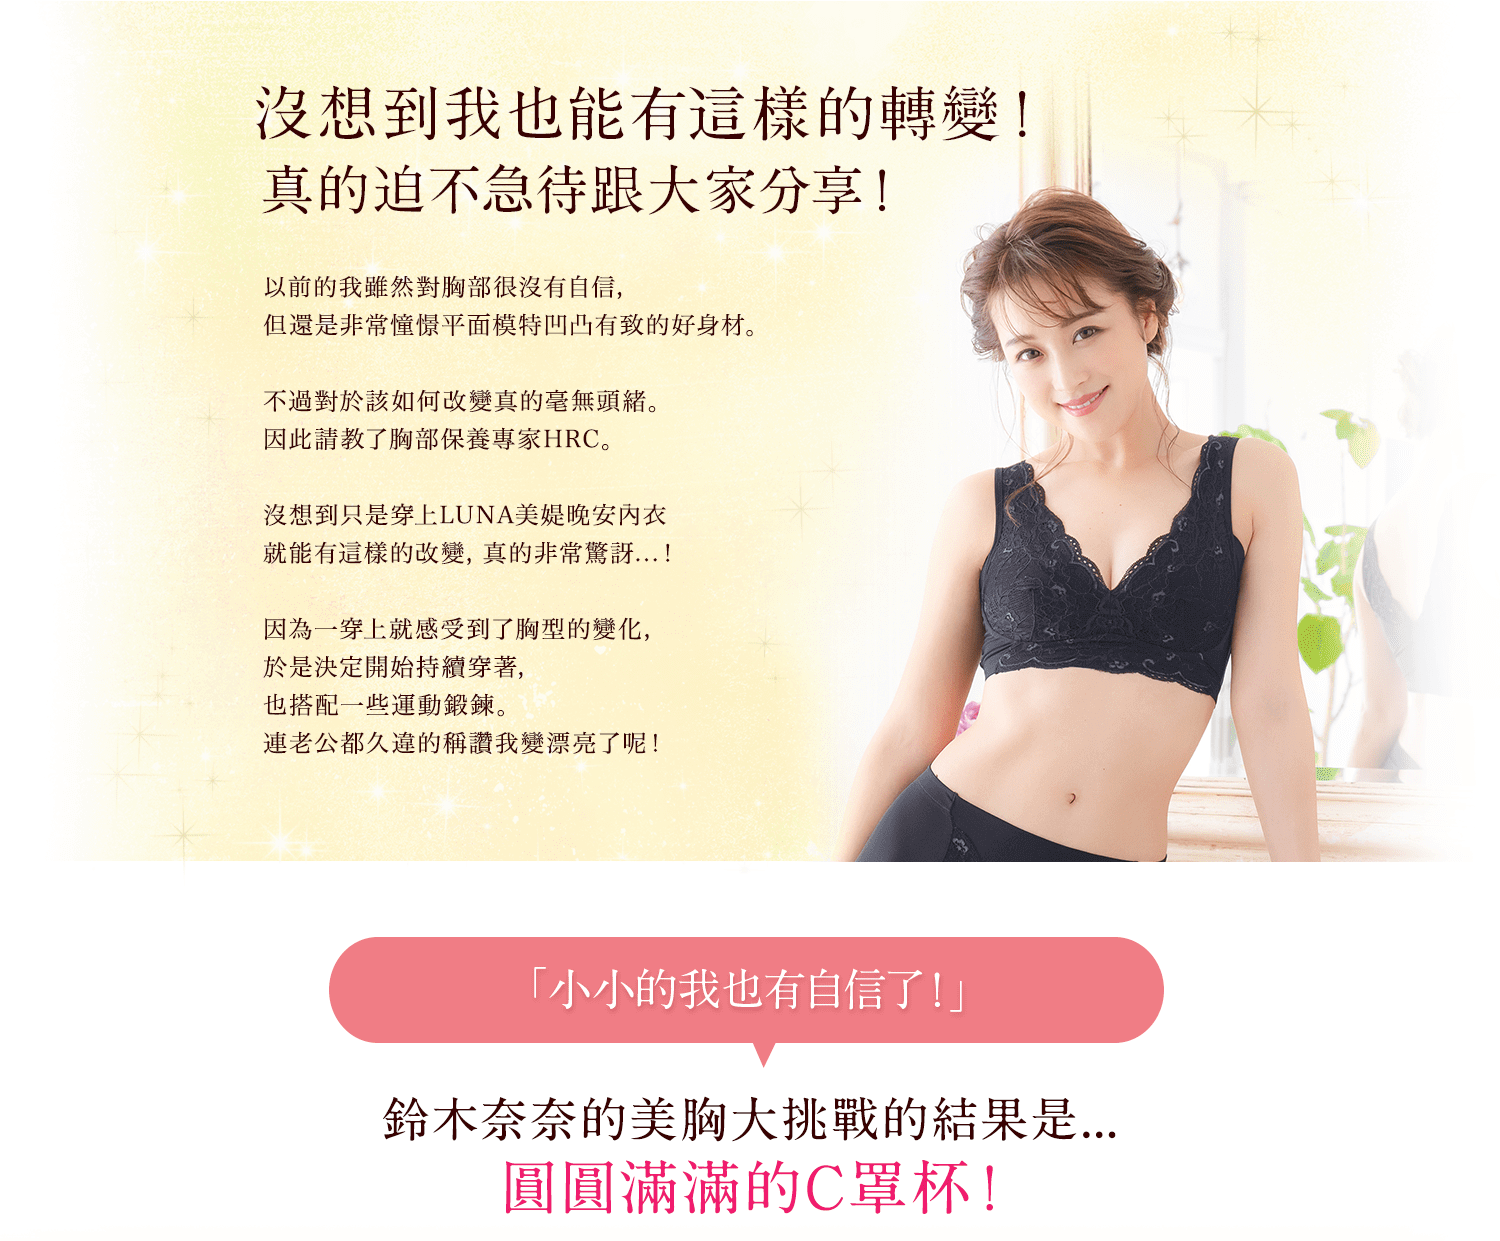 沒想到我也能有這樣的轉變！
真的迫不急待跟大家分享！
以前的我雖然對胸部很沒有自信，
但還是非常憧憬平面模特凹凸有致的好身材。
不過對於該如何改變真的毫無頭緒。
因此請教了胸部保養專家HRC。
沒想到只是穿上LUNA美媞晚安內衣
就能有這樣的改變，真的非常驚訝…！
因為一穿上就感受到了胸型的變化，
於是決定開始持續穿著，
也搭配一些運動鍛鍊。
連老公都久違的稱讚我變漂亮了呢！
「小小的我也有自信了！」
鈴木奈奈的美胸大挑戰的結果是...
圓圓滿滿的C罩杯！